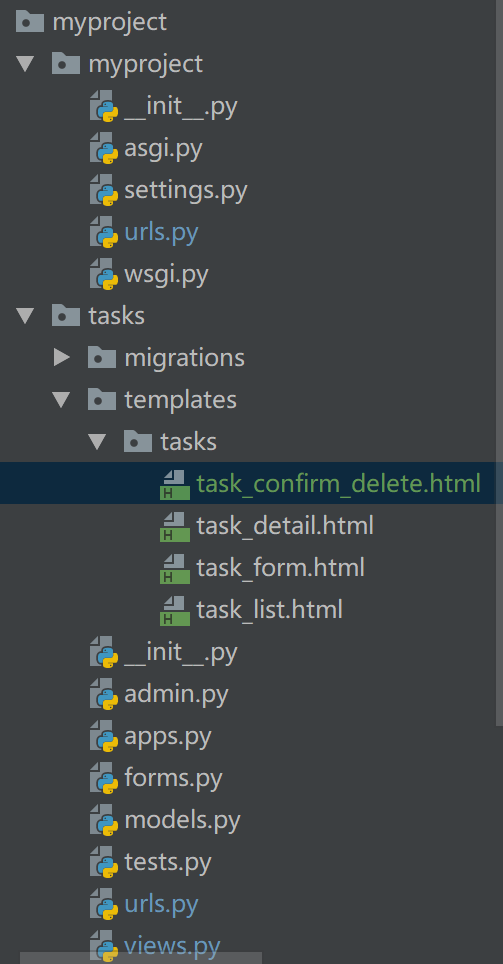 myproject
myproject
__init__.py
asgi.py
settings.py
urls.py
wsgi.py
tasks
migrations
templates
tasks
H task_confirm_delete.html
H task_detail.html
H task_form.html
H task_list.html
__init__.py
admin.py
apps.py
forms.py
models.py
tests.py
urls.py
views.py